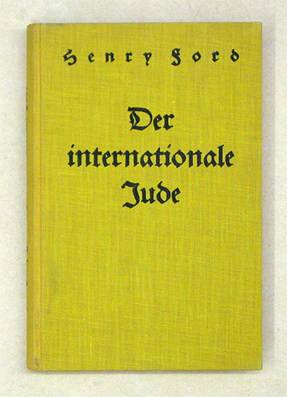 Henry Ford
Der
internationale
Jude